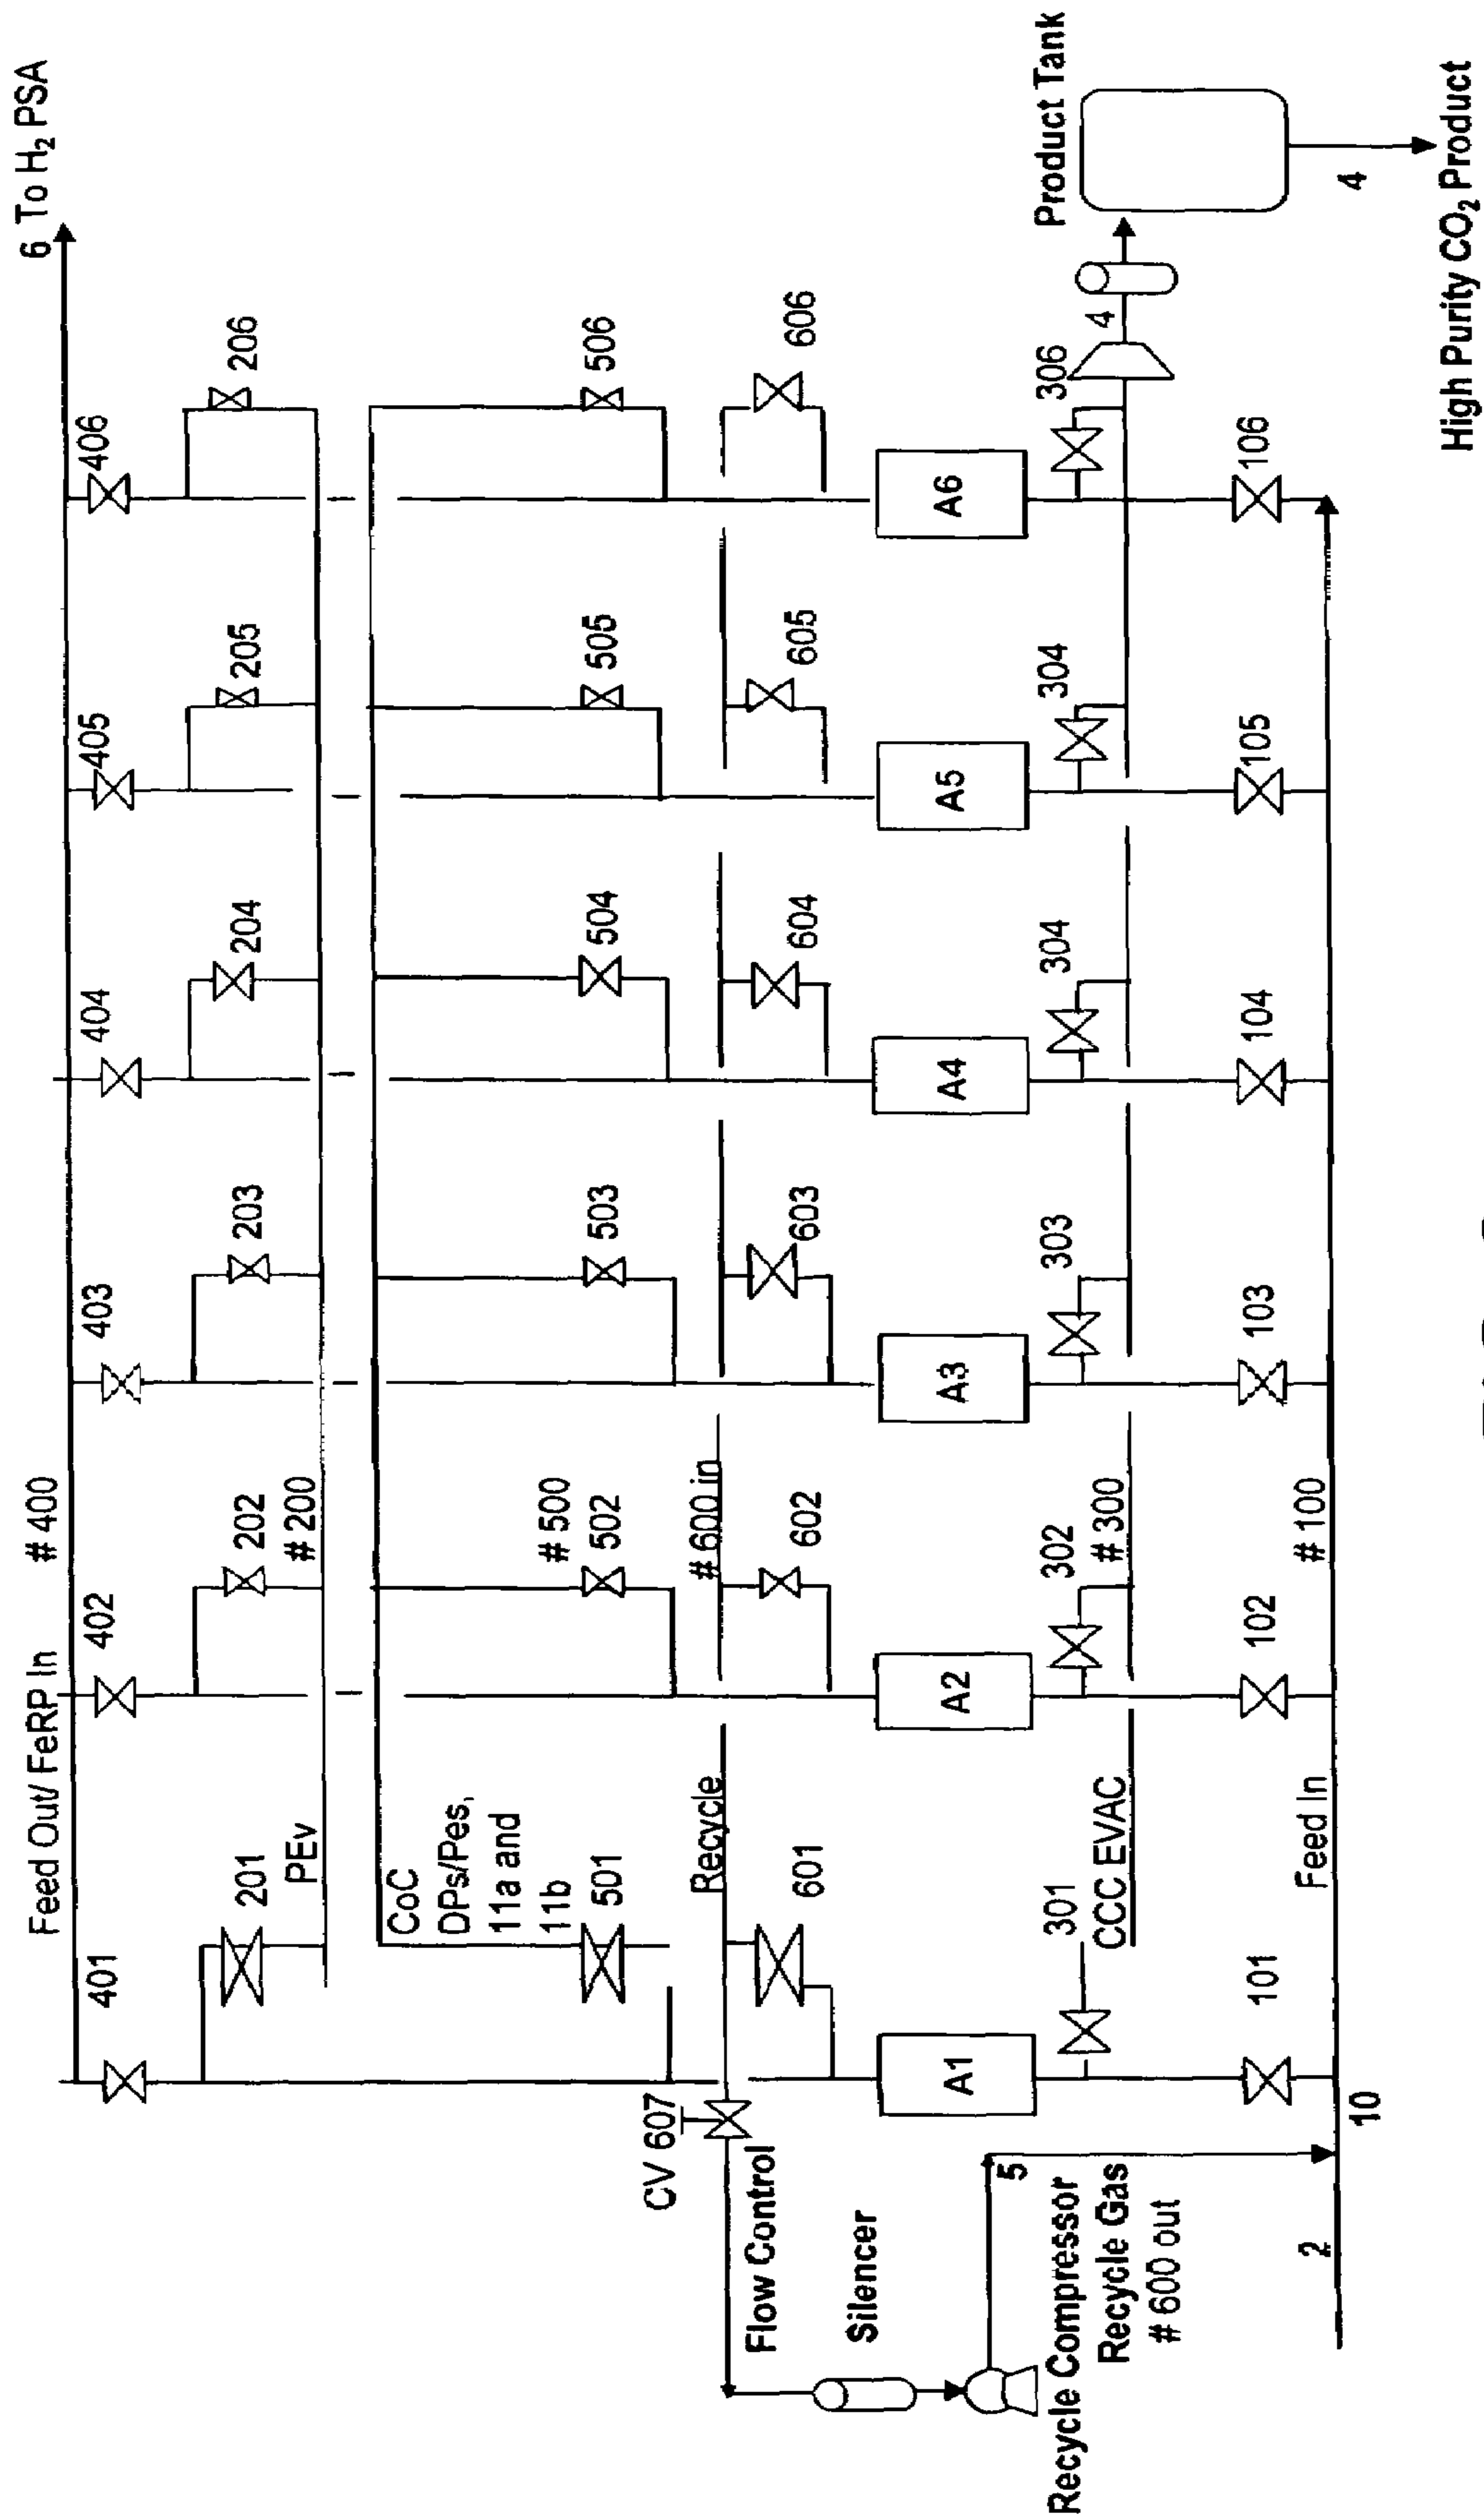 Feed Out/ FeRP In # 400 6 To H₂ PSA
401 402 403 404 405 406
201 202 203 204 205 206
PEv # 200
CoC
DPs/Pes,
11a and
11b
# 500
501 502 503 504 505 506
CV 607
Recycle # 600 in
Flow Control
601 602 603 604 605 606
Silencer
A1 A2 A3 A4 A5 A6
5
Recycle Compressor
Recycle Gas
# 600 out
301 302 303 304 304 306
CCCC EVAC # 300
4
Product Tank
101 102 103 104 105 106
Feed In # 100
2
10
4
High Purity CO₂ Product